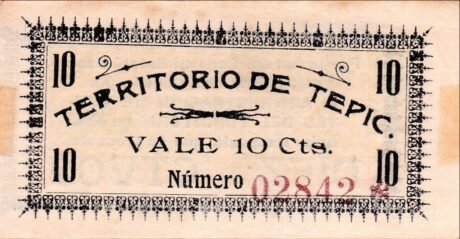 10 10
TERRITORIO DE TEPIC.
VALE 10 Cts.
10 Número 02842 * 10